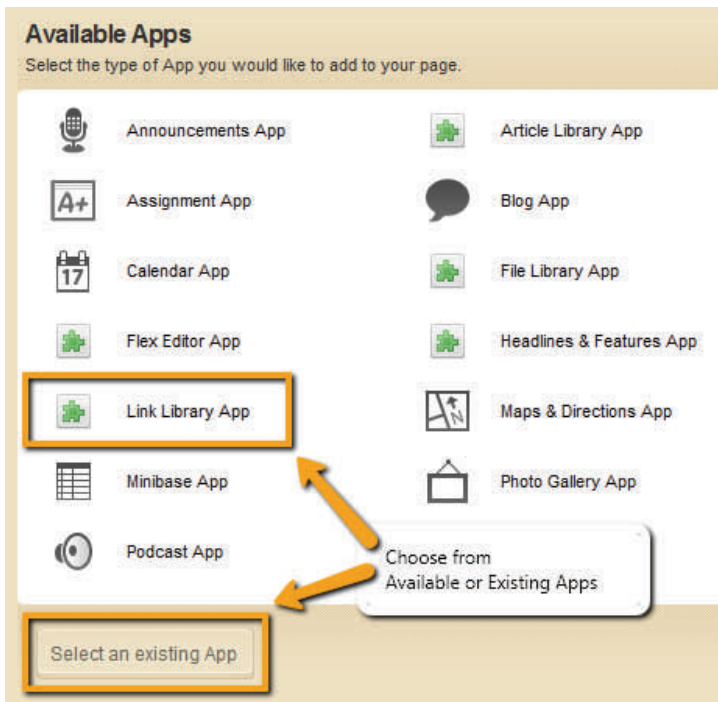 Available Apps
Select the type of App you would like to add to your page.
Announcements App
Article Library App
A+
Assignment App
Blog App
17
Calendar App
File Library App
Flex Editor App
Headlines & Features App
Link Library App
N
Maps & Directions App
Minibase App
Photo Gallery App
Podcast App
Choose from
Available or Existing Apps
Select an existing App